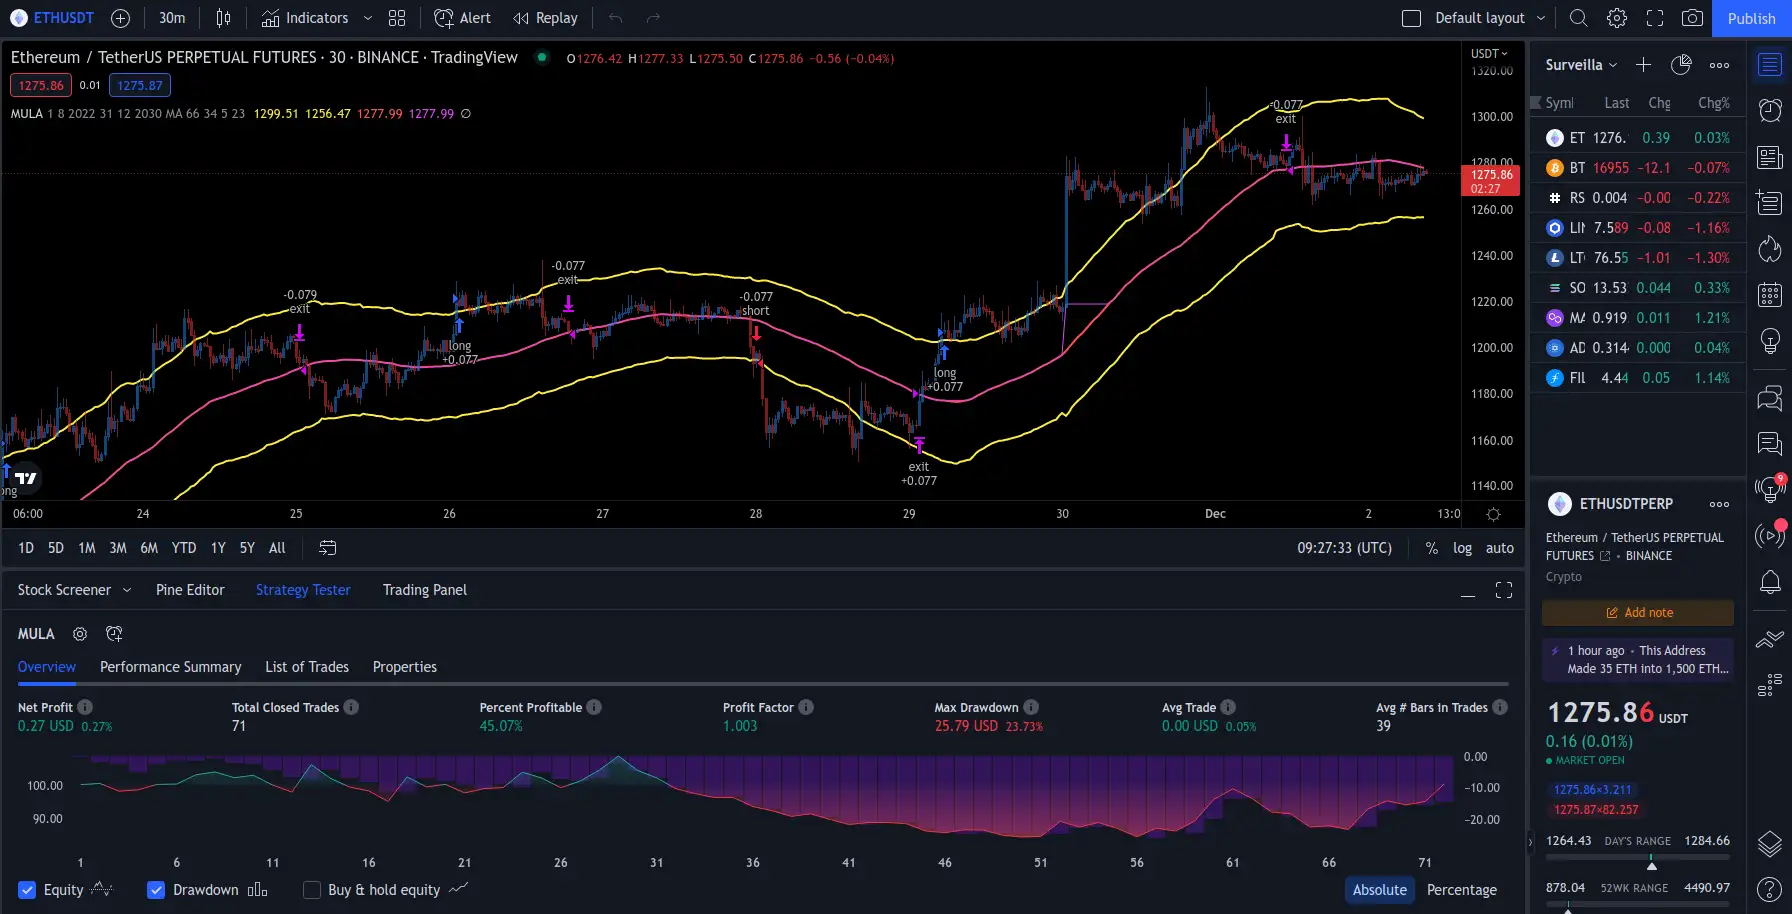 ETHUSDT 30m Indicators Alert Replay Default layout Publish
Ethereum / TetherUS PERPETUAL FUTURES · 30 · BINANCE · TradingView O1276.42 H1277.33 L1275.50 C1275.86 −0.56 (−0.04%)
1275.86 0.01 1275.87
MULA 1 8 2022 31 12 2030 MA 66 34 5 23 1299.51 1256.47 1277.99 1277.99 ∅
-0.079
exit
long
+0.077
-0.077
exit
-0.077
short
exit
+0.077
long
+0.077
-0.077
exit
ong
USDT
1320.00
1300.00
1280.00
1275.86
02:27
1260.00
1240.00
1220.00
1200.00
1180.00
1160.00
1140.00
06:00 24 25 26 27 28 29 30 Dec 2 13:0
1D 5D 1M 3M 6M YTD 1Y 5Y All 09:27:33 (UTC) % log auto
Stock Screener Pine Editor Strategy Tester Trading Panel
MULA
Overview Performance Summary List of Trades Properties
Net Profit Total Closed Trades Percent Profitable Profit Factor Max Drawdown Avg Trade Avg # Bars in Trades
0.27 USD 0.27% 71 45.07% 1.003 25.79 USD 23.73% 0.00 USD 0.05% 39
100.00
90.00
0.00
−10.00
−20.00
1 6 11 16 21 26 31 36 41 46 51 56 61 66 71
Equity Drawdown Buy & hold equity Absolute Percentage
Surveilla
Symb Last Chg Chg%
ET 1276. 0.39 0.03%
BT 16955 −12.1 −0.07%
RS 0.004 −0.00 −0.22%
LIN 7.589 −0.08 −1.16%
LT 76.55 −1.01 −1.30%
SO 13.53 0.044 0.33%
MA 0.919 0.011 1.21%
AD 0.314 0.000 0.04%
FIL 4.44 0.05 1.14%
ETHUSDTPERP
Ethereum / TetherUS PERPETUAL
FUTURES • BINANCE
Crypto
Add note
1 hour ago • This Address
Made 35 ETH into 1,500 ETH...
1275.86 USDT
0.16 (0.01%)
MARKET OPEN
1275.86×3.211
1275.87×82.257
1264.43 DAY'S RANGE 1284.66
878.04 52WK RANGE 4490.97
9